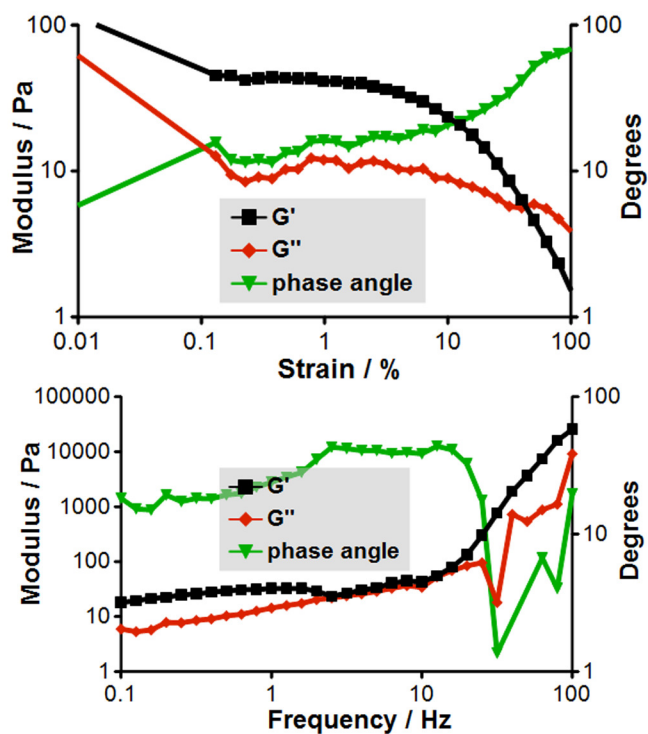 100
10
1
Modulus / Pa
100
10
1
Degrees
G'
G''
phase angle
0.01 0.1 1 10 100
Strain / %
100000
10000
1000
100
10
1
Modulus / Pa
100
10
1
Degrees
G'
G''
phase angle
0.1 1 10 100
Frequency / Hz